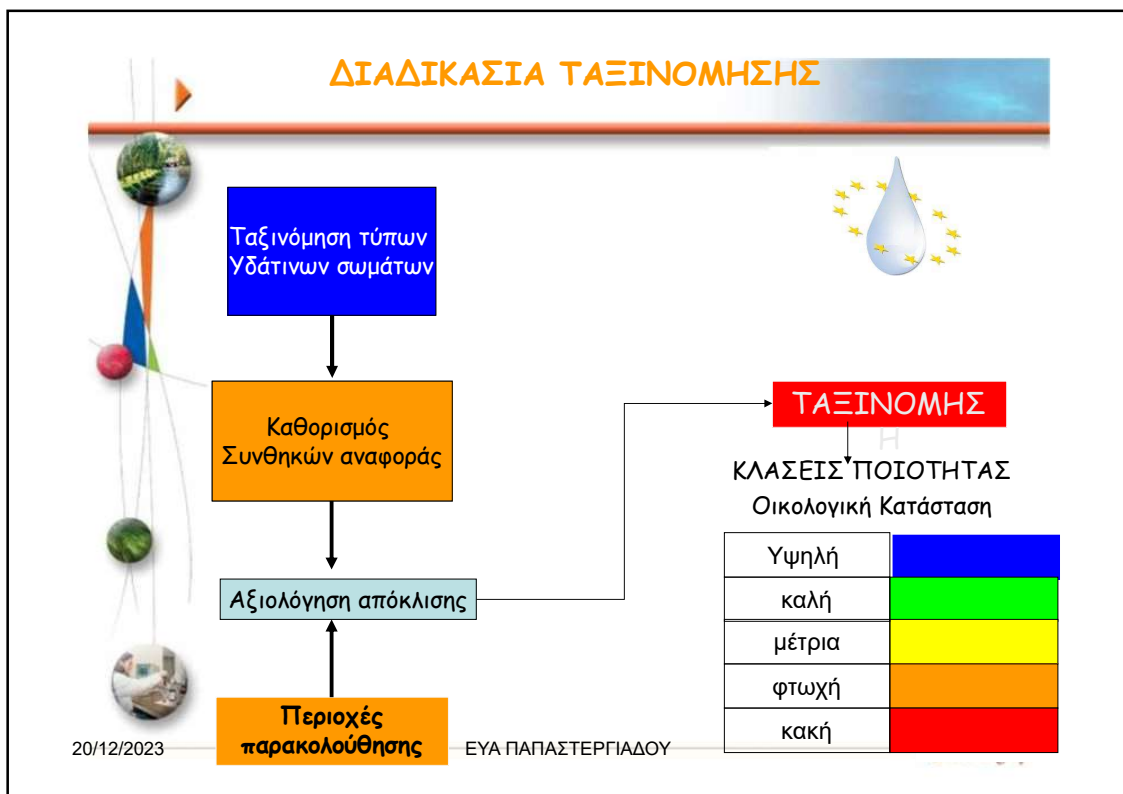 ΔΙΑΔΙΚΑΣΙΑ ΤΑΞΙΝΟΜΗΣΗΣ
Ταξινόμηση τύπων
Υδάτινων σωμάτων
Καθορισμός
Συνθηκών αναφοράς
Αξιολόγηση απόκλισης
Περιοχές
παρακολούθησης
ΤΑΞΙΝΟΜΗΣ
Η
ΚΛΑΣΕΙΣ ΠΟΙΟΤΗΤΑΣ
Οικολογική Κατάσταση
Υψηλή
καλή
μέτρια
φτωχή
κακή
20/12/2023
ΕΥΑ ΠΑΠΑΣΤΕΡΓΙΑΔΟΥ